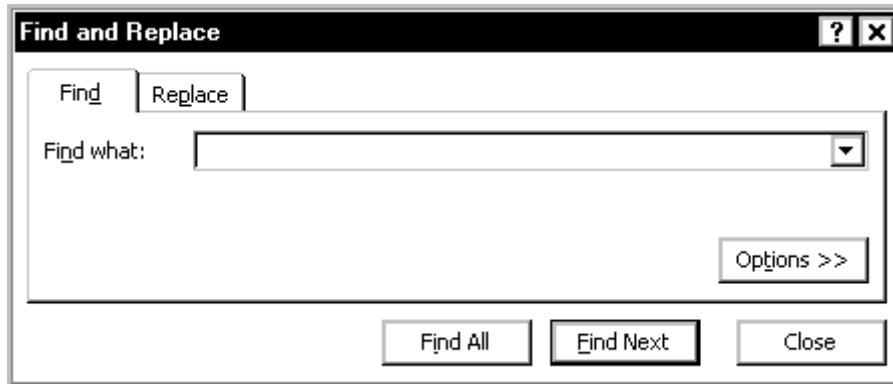 Find and Replace ? X
Find Replace
Find what:
Options >>
Find All Find Next Close